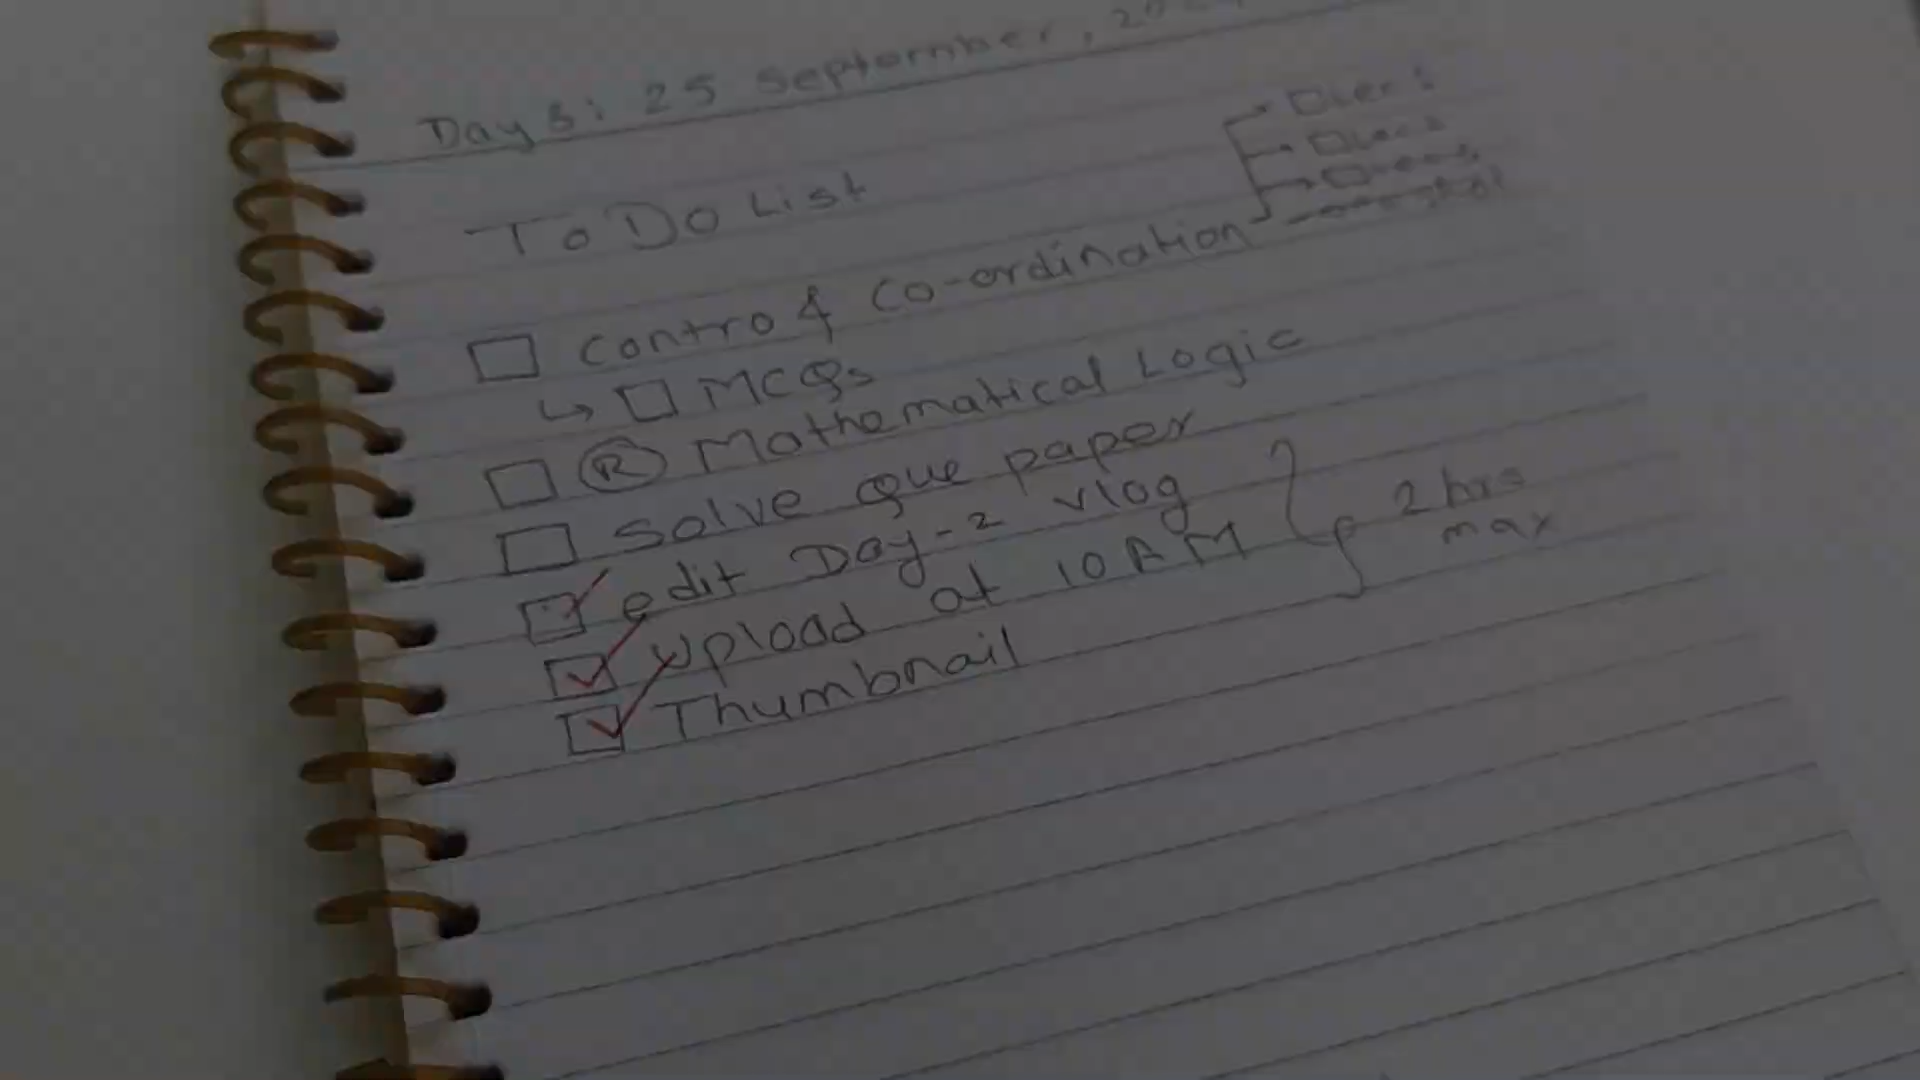 Day 3: 25 September,
To Do List
Contro & Co-ordination
↳ MCQs
Ⓡ Mathematical Logic
Solve que paper
edit Day-2 vlog
upload at 10 AM
2 hrs
max
Thumbnail